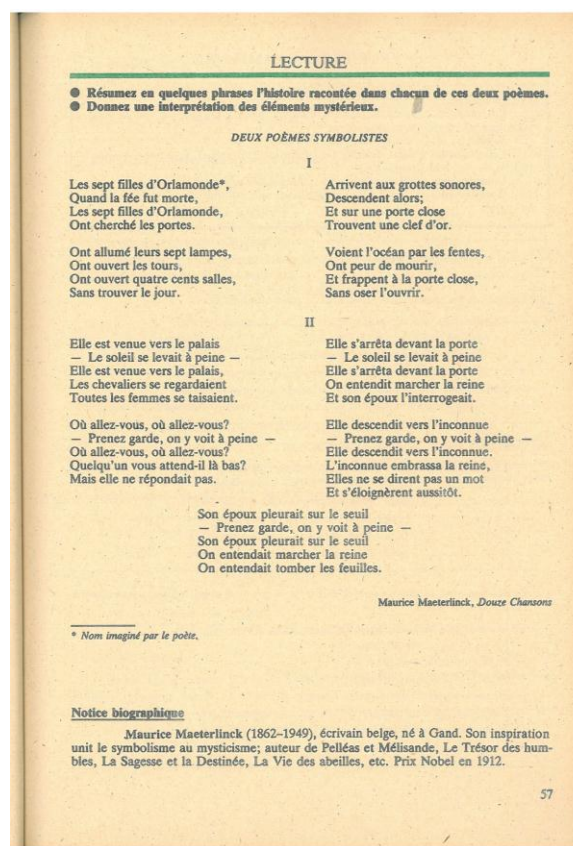 LECTURE
● Résumez en quelques phrases l'histoire racontée dans chacun de ces deux poèmes.
● Donnez une interprétation des éléments mystérieux.
DEUX POÈMES SYMBOLISTES
I
Les sept filles d'Orlamonde*,
Quand la fée fut morte,
Les sept filles d'Orlamonde,
Ont cherché les portes.
Ont allumé leurs sept lampes,
Ont ouvert les tours,
Ont ouvert quatre cents salles,
Sans trouver le jour.
Arrivent aux grottes sonores,
Descendent alors;
Et sur une porte close
Trouvent une clef d'or.
Voient l'océan par les fentes,
Ont peur de mourir,
Et frappent à la porte close,
Sans oser l'ouvrir.
II
Elle est venue vers le palais
— Le soleil se levait à peine —
Elle est venue vers le palais,
Les chevaliers se regardaient
Toutes les femmes se taisaient.
Où allez-vous, où allez-vous?
— Prenez garde, on y voit à peine —
Où allez-vous, où allez-vous?
Quelqu'un vous attend-il là bas?
Mais elle ne répondait pas.
Elle s'arrêta devant la porte
— Le soleil se levait à peine
Elle s'arrêta devant la porte
On entendit marcher la reine
Et son époux l'interrogeait.
Elle descendit vers l'inconnue
— Prenez garde, on y voit à peine —
Elle descendit vers l'inconnue.
L'inconnue embrassa la reine,
Elles ne se dirent pas un mot
Et s'éloignèrent aussitôt.
Son époux pleurait sur le seuil
— Prenez garde, on y voit à peine —
Son époux pleurait sur le seuil
On entendait marcher la reine
On entendait tomber les feuilles.
Maurice Maeterlinck, Douze Chansons
* Nom imaginé par le poète.
Notice biographique
Maurice Maeterlinck (1862–1949), écrivain belge, né à Gand. Son inspiration
unit le symbolisme au mysticisme; auteur de Pelléas et Mélisande, Le Trésor des hum-
bles, La Sagesse et la Destinée, La Vie des abeilles, etc. Prix Nobel en 1912.
57